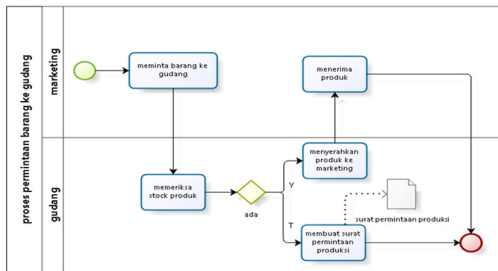 proses permintaan barang ke gudang
marketing
meminta barang ke
gudang
menerima
produk
gudang
memeriksa
stock produk
ada
Y
T
menyerahkan
produk ke
marketing
surat permintaan produksi
membuat surat
permintaan
produksi